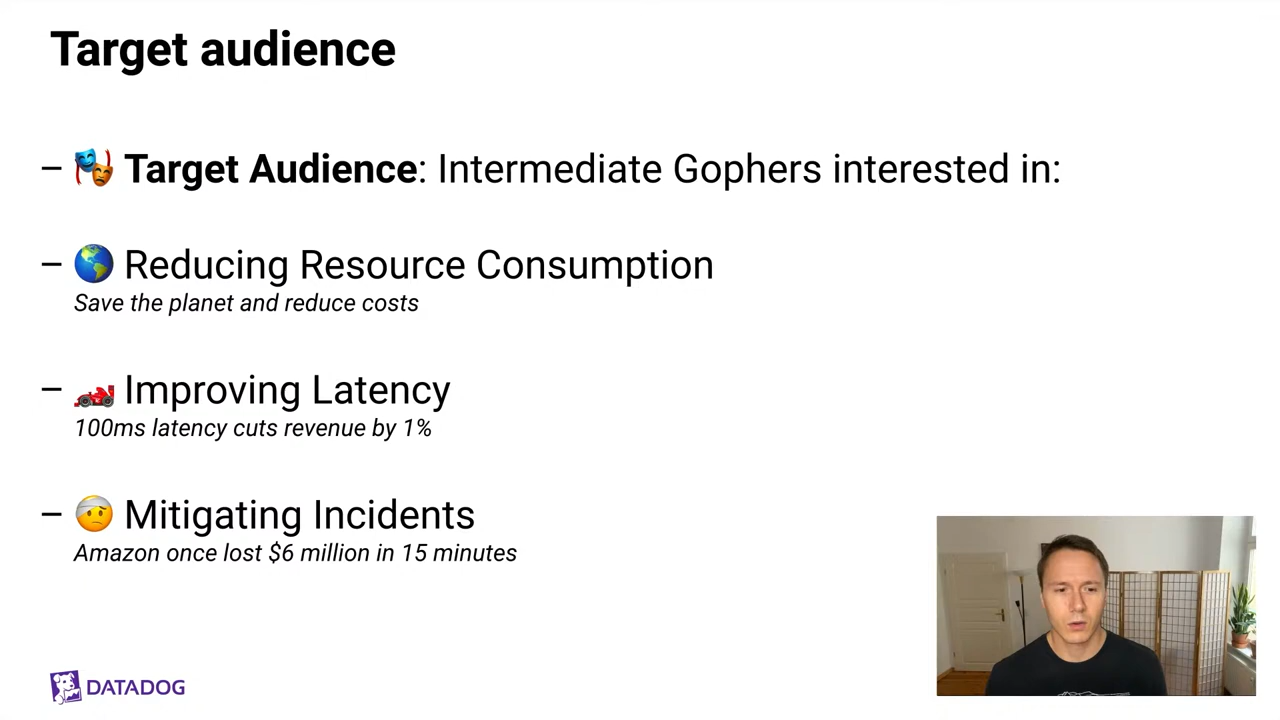 Target audience
– 🎭 Target Audience: Intermediate Gophers interested in:
– 🌎 Reducing Resource Consumption
Save the planet and reduce costs
– 🏎️ Improving Latency
100ms latency cuts revenue by 1%
– 🤕 Mitigating Incidents
Amazon once lost $6 million in 15 minutes
DATADOG